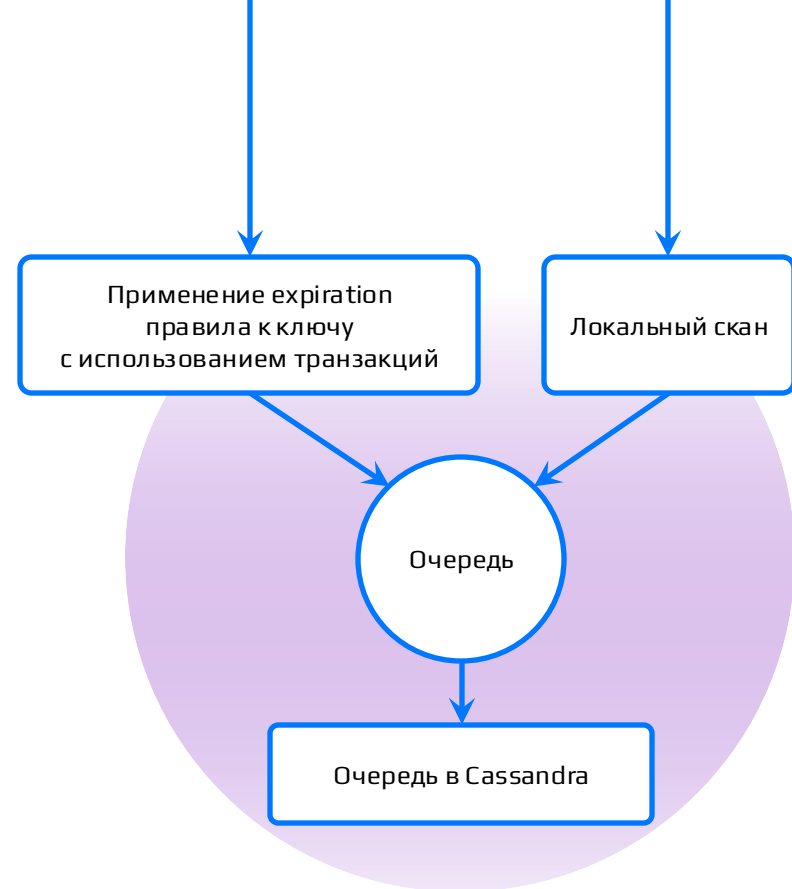 Применение expiration
правила к ключу
с использованием транзакций
Локальный скан
Очередь
Очередь в Cassandra